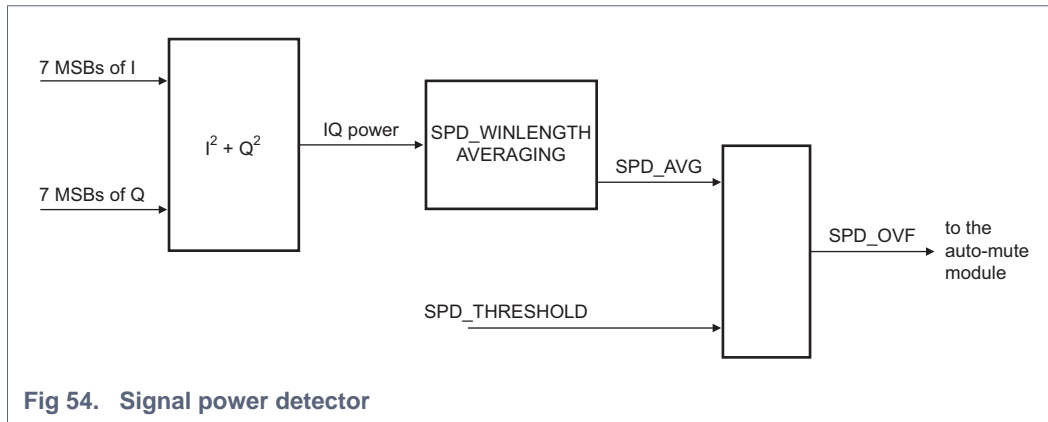 7 MSBs of I
7 MSBs of Q
I² + Q²
IQ power
SPD_WINLENGTH
AVERAGING
SPD_AVG
SPD_THRESHOLD
SPD_OVF
to the
auto-mute
module
Fig 54. Signal power detector